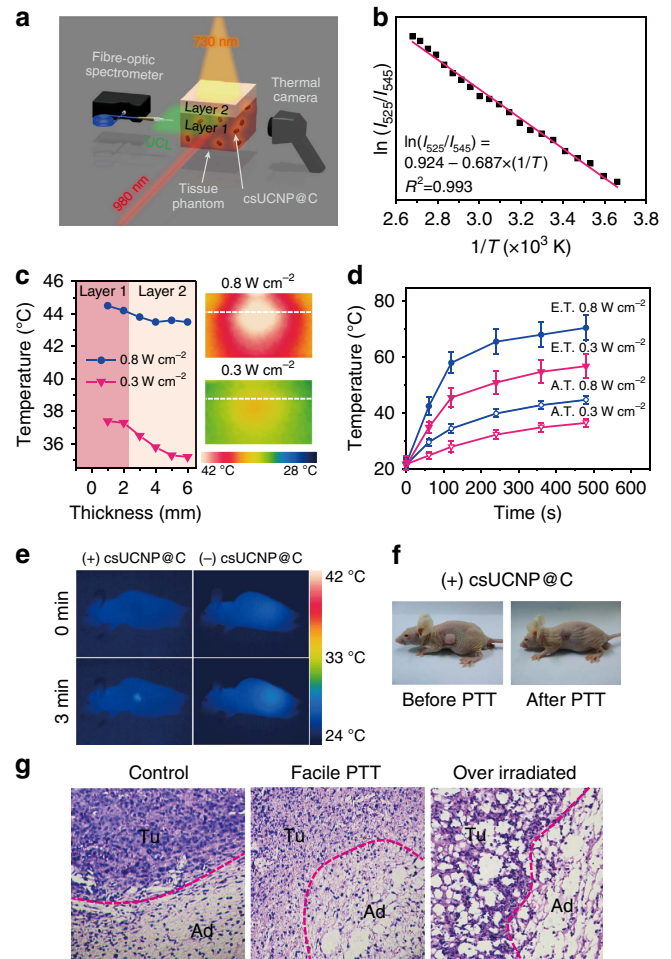 a
730 nm
Fibre-optic
spectrometer
Thermal
camera
Layer 2
Layer 1
UCL
980 nm
Tissue
phantom
csUCNP@C
b
ln (I525/I545)
ln(I525/I545) =
0.924 – 0.687×(1/T)
R²=0.993
2.6 2.8 3.0 3.2 3.4 3.6 3.8
1/T (×10³ K)
c
Temperature (°C)
46
44
42
40
38
36
Layer 1 Layer 2
0.8 W cm⁻²
0.3 W cm⁻²
0 1 2 3 4 5 6
Thickness (mm)
0.8 W cm⁻²
0.3 W cm⁻²
42 °C 28 °C
d
Temperature (°C)
80
60
40
20
E.T. 0.8 W cm⁻²
E.T. 0.3 W cm⁻²
A.T. 0.8 W cm⁻²
A.T. 0.3 W cm⁻²
0 100 200 300 400 500 600
Time (s)
e
(+) csUCNP@C (–) csUCNP@C
0 min
3 min
42 °C
33 °C
24 °C
f
(+) csUCNP@C
Before PTT After PTT
g
Control Facile PTT Over irradiated
Tu
Ad
Tu
Ad
Tu
Ad